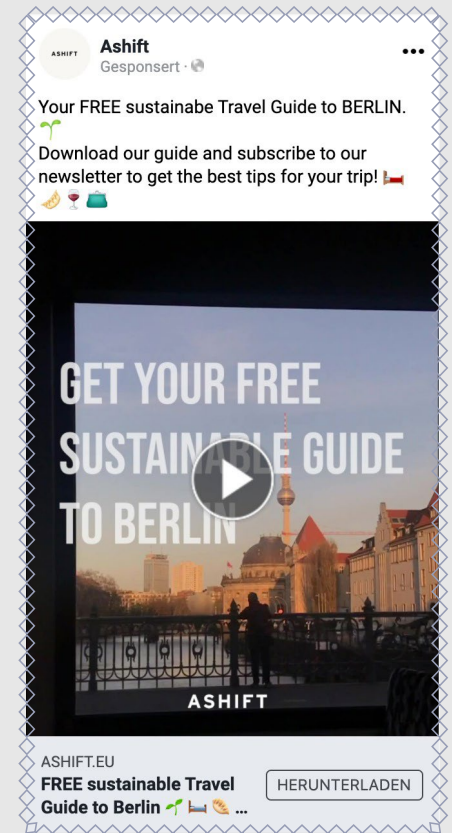 ASHIFT
Ashift
Gesponsert ·
Your FREE sustainabe Travel Guide to BERLIN.
🌱
Download our guide and subscribe to our
newsletter to get the best tips for your trip! 🛏️
🥟🍷👛
GET YOUR FREE
SUSTAINABLE GUIDE
TO BERLIN
ASHIFT
ASHIFT.EU
FREE sustainable Travel
Guide to Berlin 🌱🛏️🥟 ...
HERUNTERLADEN